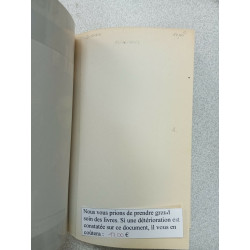 Nous vous prions de prendre grand
soin des livres. Si une détérioration est
constatée sur ce document, il vous en
coûtera : €